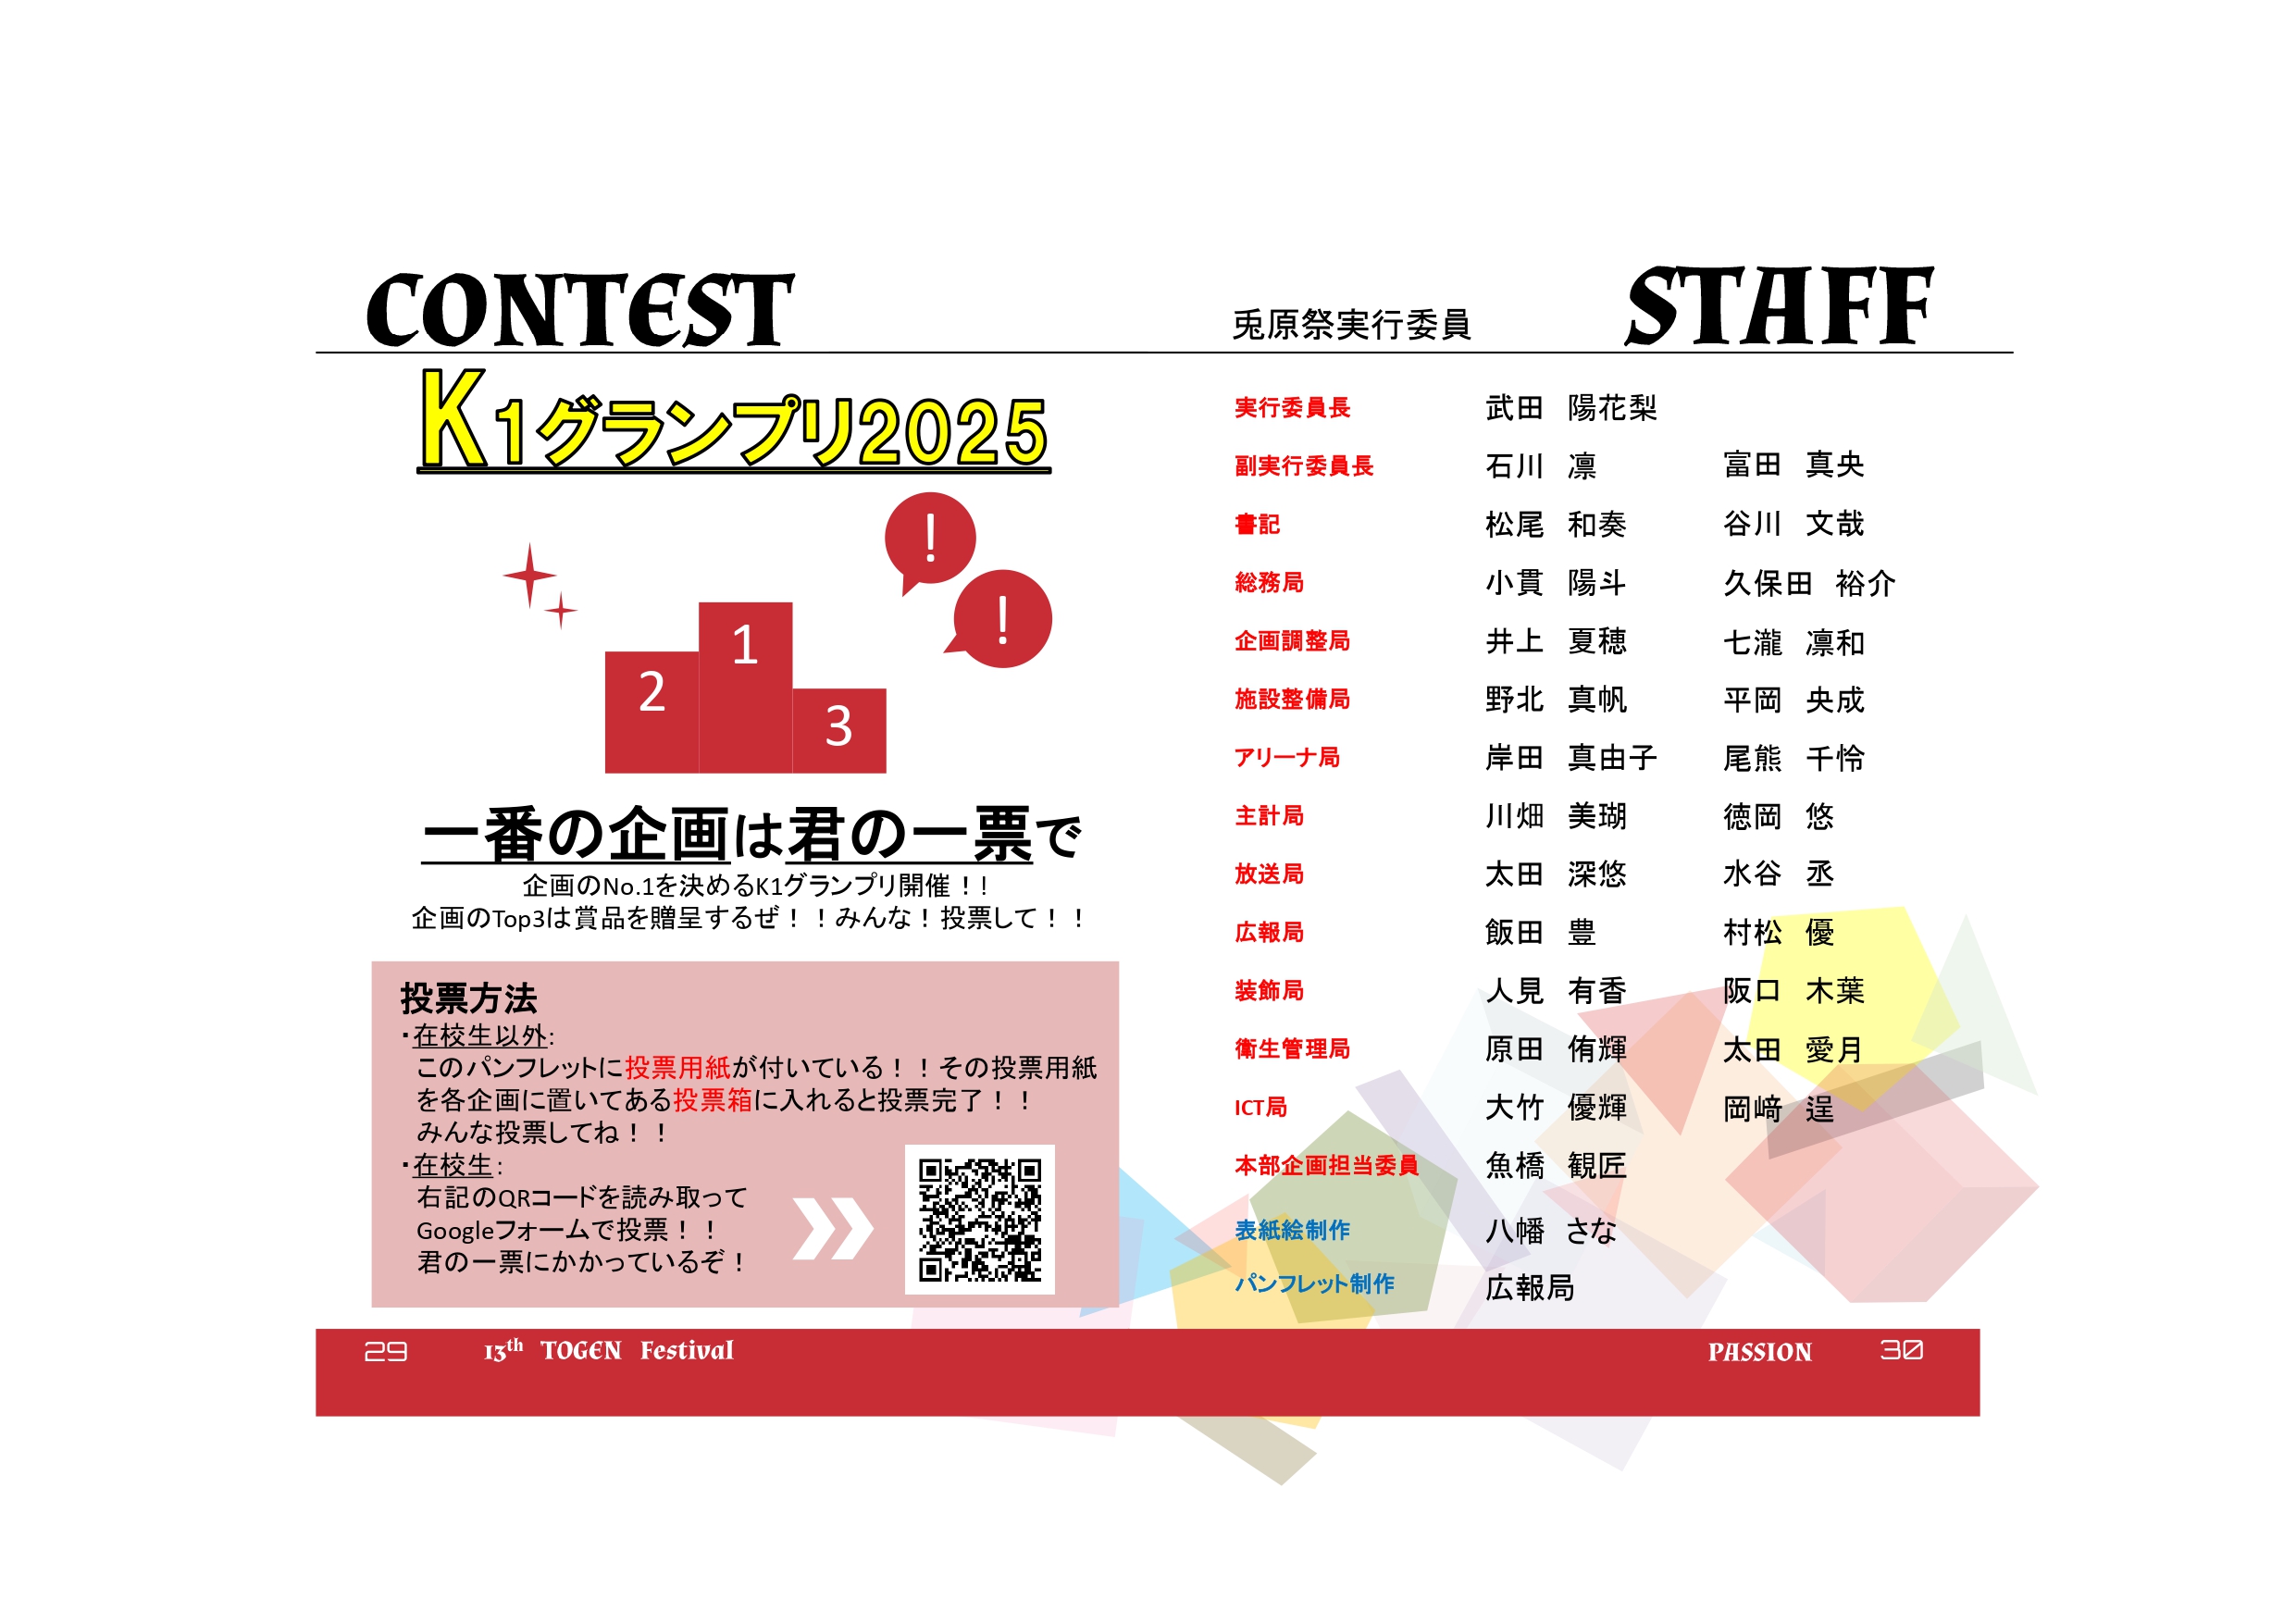 CONTEST
K1グランプリ2025
!
!
1
2
3
一番の企画は君の一票で
企画のNo.1を決めるK1グランプリ開催！！
企画のTop3は賞品を贈呈するぜ！！みんな！投票して！！
投票方法
・在校生以外:
このパンフレットに投票用紙が付いている！！その投票用紙
を各企画に置いてある投票箱に入れると投票完了！！
みんな投票してね！！
・在校生:
右記のQRコードを読み取って
Googleフォームで投票！！
君の一票にかかっているぞ！
29 13th TOGEN Festival
兎原祭実行委員 STAFF
実行委員長 武田 陽花梨
副実行委員長 石川 凛 富田 真央
書記 松尾 和奏 谷川 文哉
総務局 小貫 陽斗 久保田 裕介
企画調整局 井上 夏穂 七瀧 凛和
施設整備局 野北 真帆 平岡 央成
アリーナ局 岸田 真由子 尾熊 千怜
主計局 川畑 美瑚 徳岡 悠
放送局 太田 深悠 水谷 丞
広報局 飯田 豊 村松 優
装飾局 人見 有香 阪口 木葉
衛生管理局 原田 侑輝 太田 愛月
ICT局 大竹 優輝 岡﨑 逞
本部企画担当委員 魚橋 観匠
表紙絵制作 八幡 さな
パンフレット制作 広報局
PASSION 30